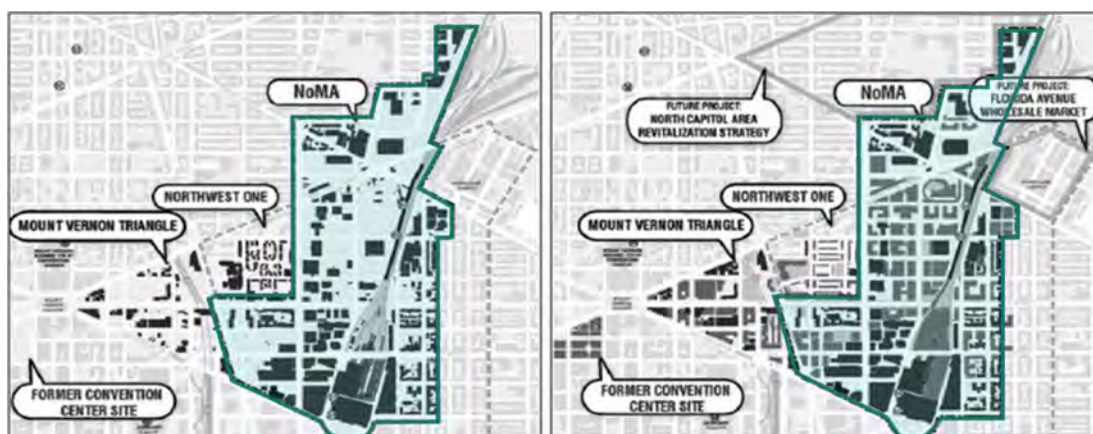 NoMA
NORTHWEST ONE
MOUNT VERNON TRIANGLE
FORMER CONVENTION
CENTER SITE
NoMA
FUTURE PROJECT:
NORTH CAPITOL AREA
REVITALIZATION STRATEGY
FUTURE PROJECT:
FLORIDA AVENUE
WHOLESALE MARKET
NORTHWEST ONE
MOUNT VERNON TRIANGLE
FORMER CONVENTION
CENTER SITE